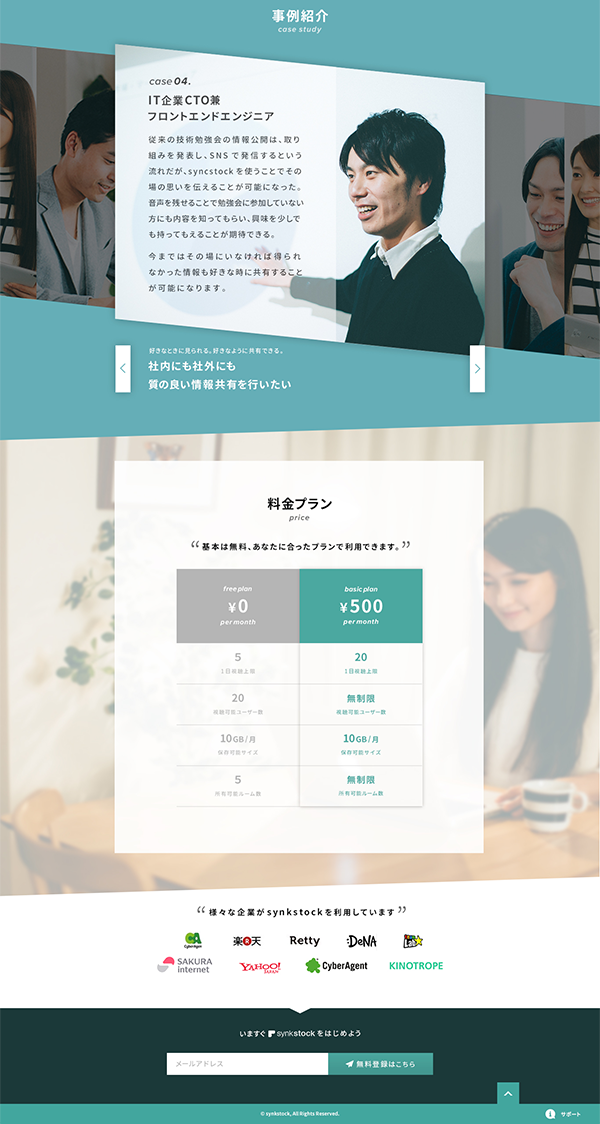 事例紹介
case study
case 04.
IT企業CTO兼
フロントエンドエンジニア
従来の技術勉強会の情報公開は、取り
組みを発表し、SNSで発信するという
流れだが、syncstockを使うことでその
場の思いを伝えることが可能になった。
音声を残せることで勉強会に参加していない
方にも内容を知ってもらい、興味を少しで
も持ってもえることが期待できる。
今まではその場にいなければ得られ
なかった情報も好きな時に共有すること
が可能になります。
好きなときに見られる。好きなように共有できる。
社内にも社外にも
質の良い情報共有を行いたい
料金プラン
price
“基本は無料、あなたに合ったプランで利用できます。”
free plan
¥0
per month
basic plan
¥500
per month
5
1日視聴上限
20
1日視聴上限
20
視聴可能ユーザー数
無制限
視聴可能ユーザー数
10GB/月
保存可能サイズ
10GB/月
保存可能サイズ
5
所有可能ルーム数
無制限
所有可能ルーム数
“様々な企業がsynkstockを利用しています”
CA
CyberAgent
楽R天
Retty
:DeNA
Lab
SAKURA
internet
YAHOO!
JAPAN
CyberAgent
KINOTROPE
いますぐ synkstockをはじめよう
メールアドレス
無料登録はこちら
© synkstock, All Rights Reserved.
サポート